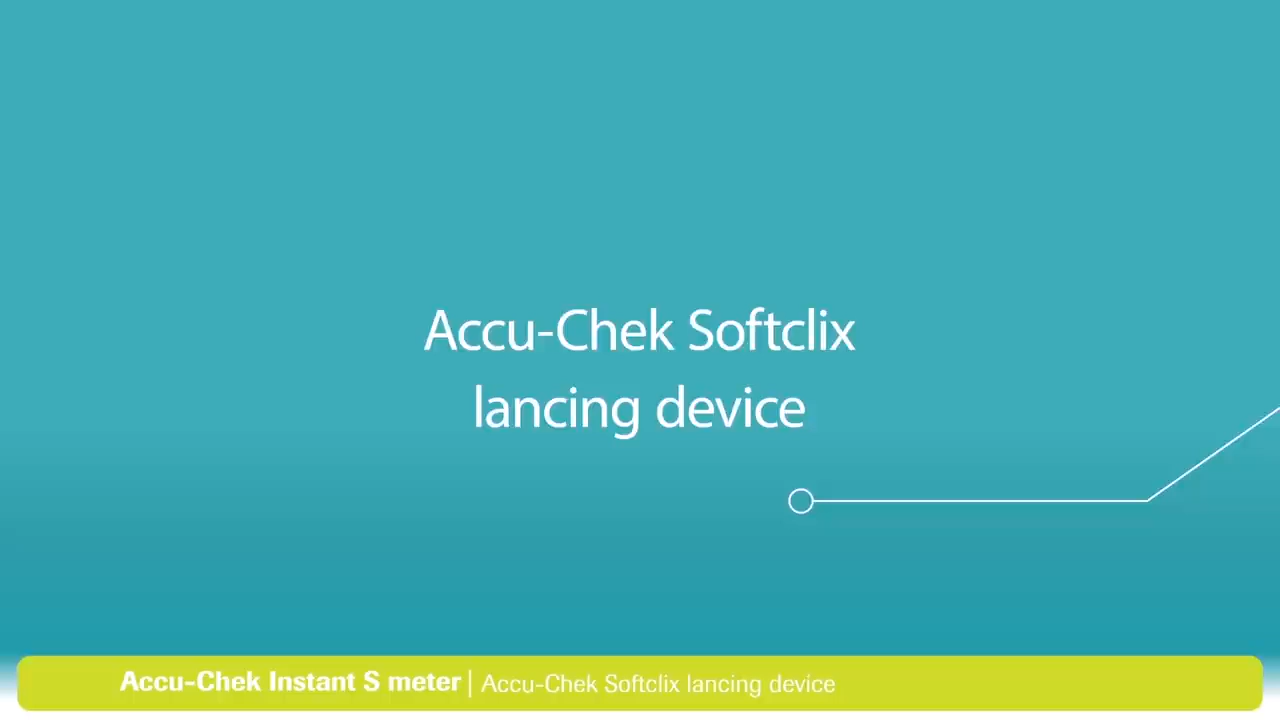 Accu-Chek Softclix
lancing device
Accu-Chek Instant S meter | Accu-Chek Softclix lancing device